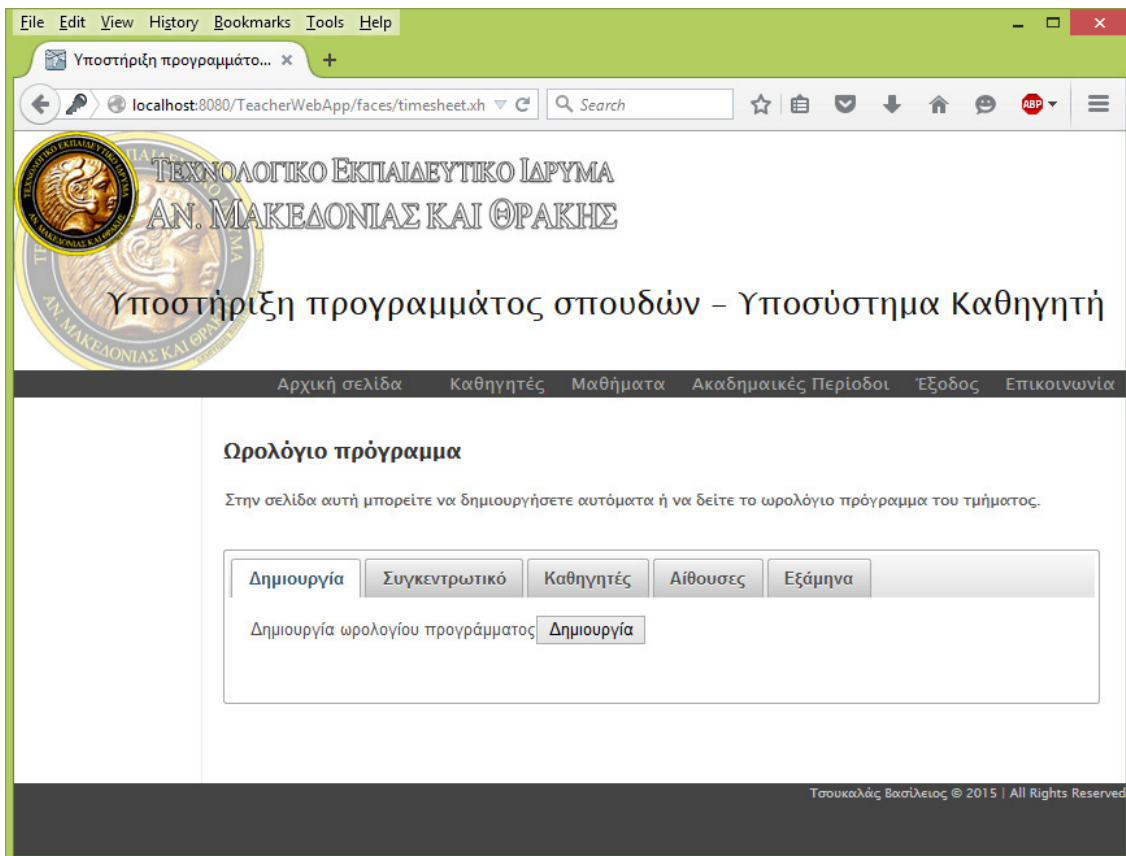 File Edit View History Bookmarks Tools Help
Υποστήριξη προγραμμάτο...
localhost:8080/TeacherWebApp/faces/timesheet.xh
Search
ABP
ΤΕΧΝΟΛΟΓΙΚΟ ΕΚΠΑΙΔΕΥΤΙΚΟ ΙΔΡΥΜΑ
ΑΝ. ΜΑΚΕΔΟΝΙΑΣ ΚΑΙ ΘΡΑΚΗΣ
Υποστήριξη προγραμμάτος σπουδών – Υποσύστημα Καθηγητή
Αρχική σελίδα Καθηγητές Μαθήματα Ακαδημαικές Περίοδοι Έξοδος Επικοινωνία
Ωρολόγιο πρόγραμμα
Στην σελίδα αυτή μπορείτε να δημιουργήσετε αυτόματα ή να δείτε το ωρολόγιο πρόγραμμα του τμήματος.
Δημιουργία Συγκεντρωτικό Καθηγητές Αίθουσες Εξάμηνα
Δημιουργία ωρολογίου προγράμματος Δημιουργία
Τσουκαλάς Βασίλειος © 2015 | All Rights Reserved